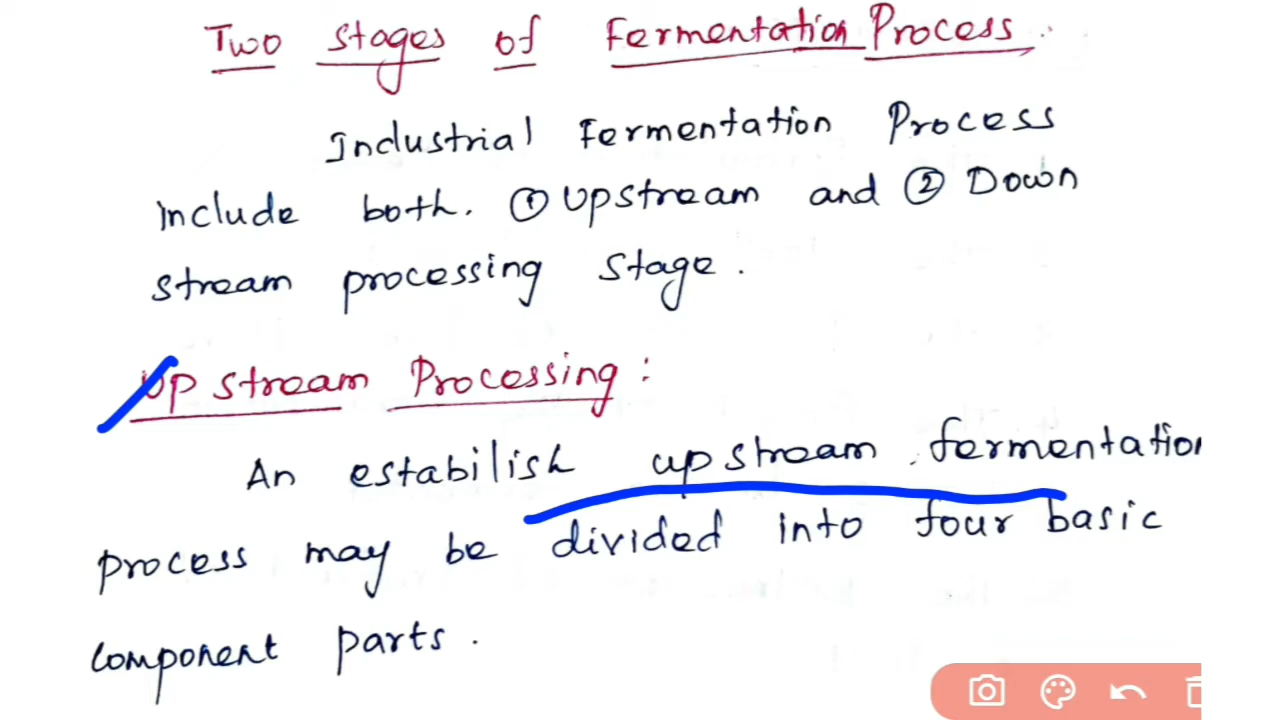 Two stages of Fermentation Process.
Industrial Fermentation Process
include both. ① Upstream and ② Down
stream processing stage.
Up stream Processing:
An estabilish upstream fermentation
process may be divided into four basic
component parts.